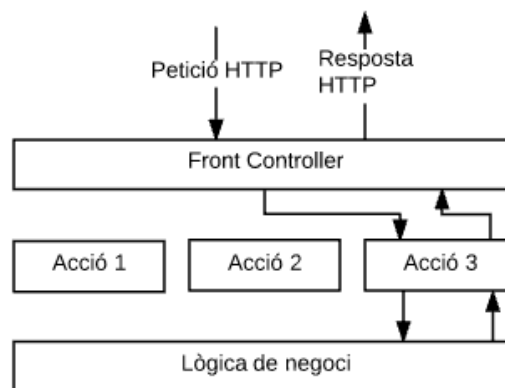 Petició HTTP
Resposta
HTTP
Front Controller
Acció 1
Acció 2
Acció 3
Lògica de negoci